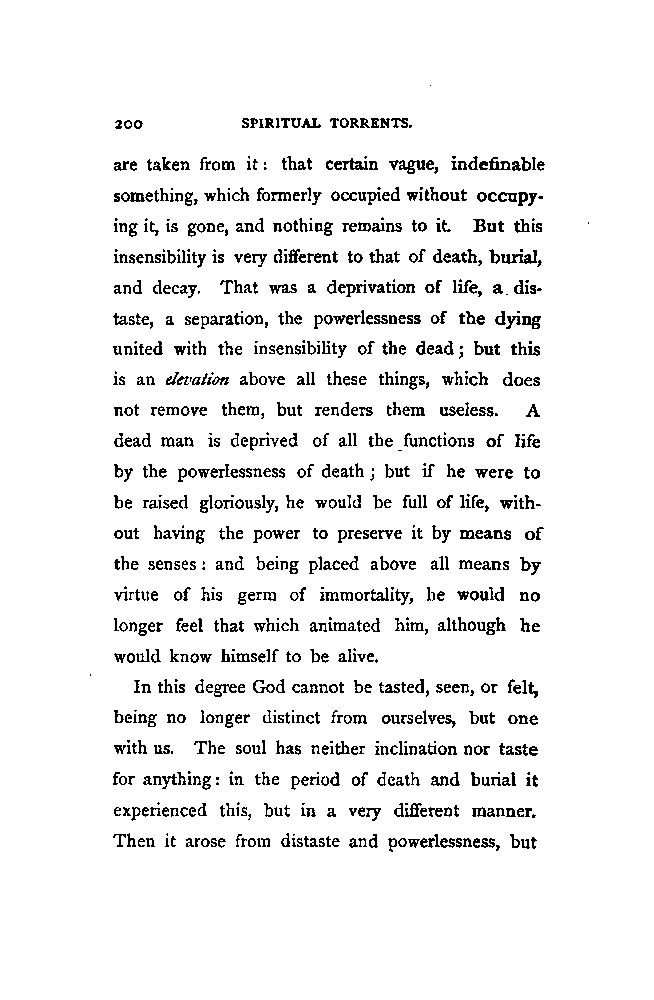 200 SPIRITUAL TORRENTS.
are taken from it : that certain vague, indefinable
something, which formerly occupied without occupy-
ing it, is gone, and nothing remains to it. But this
insensibility is very different to that of death, burial,
and decay. That was a deprivation of life, a dis-
taste, a separation, the powerlessness of the dying
united with the insensibility of the dead ; but this
is an elevation above all these things, which does
not remove them, but renders them useless. A
dead man is deprived of all the functions of life
by the powerlessness of death ; but if he were to
be raised gloriously, he would be full of life, with-
out having the power to preserve it by means of
the senses : and being placed above all means by
virtue of his germ of immortality, he would no
longer feel that which animated him, although he
would know himself to be alive.
In this degree God cannot be tasted, seen, or felt,
being no longer distinct from ourselves, but one
with us. The soul has neither inclination nor taste
for anything : in the period of death and burial it
experienced this, but in a very different manner.
Then it arose from distaste and powerlessness, but